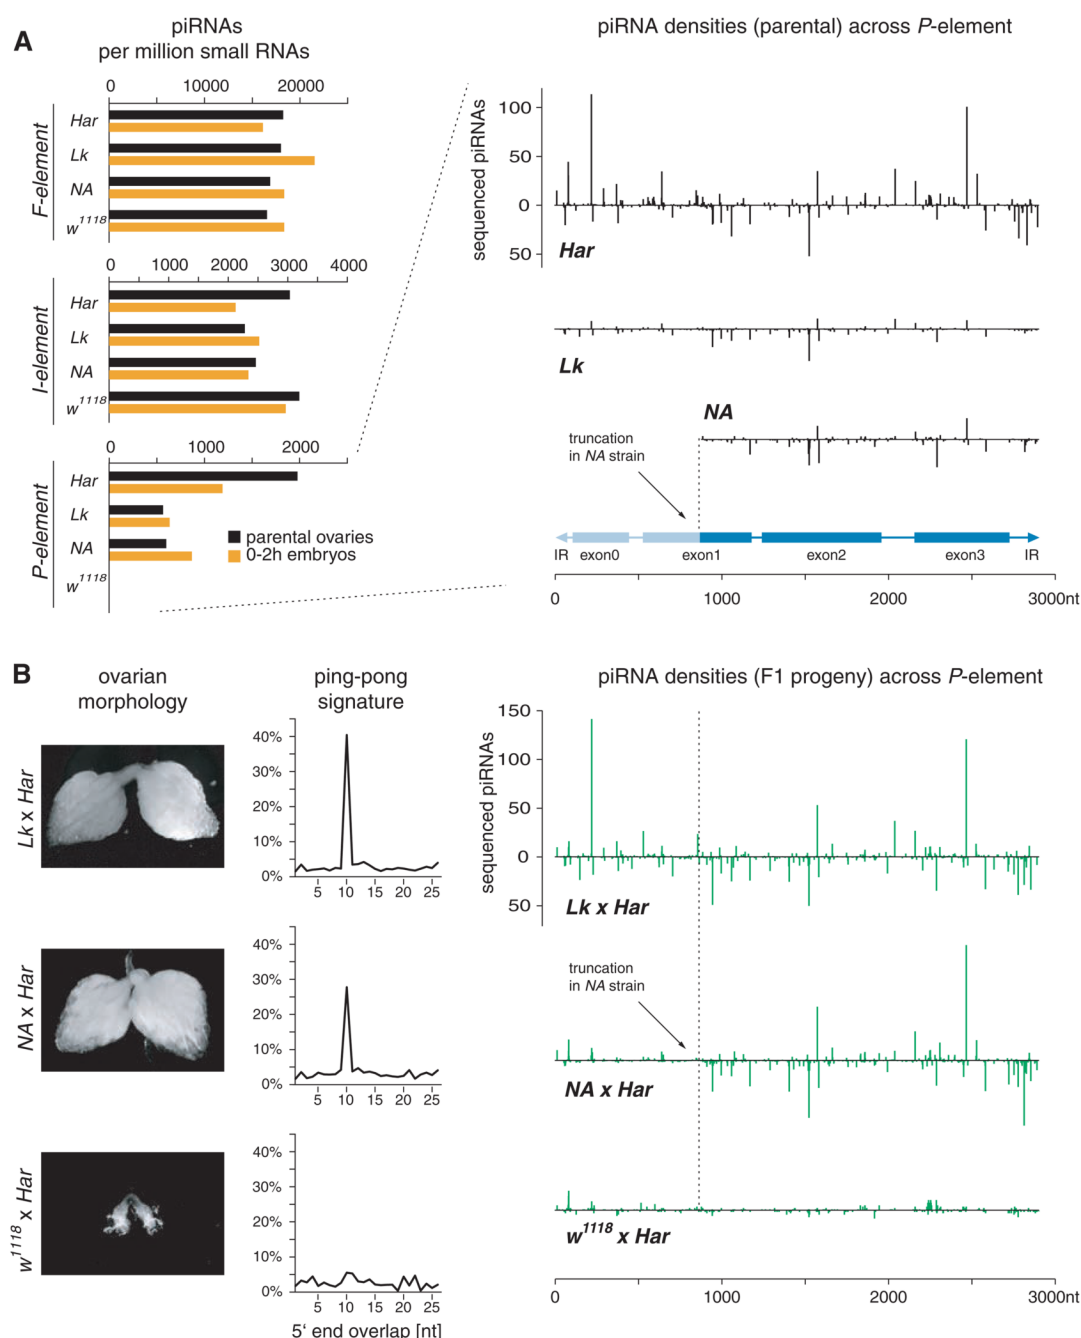 A
piRNAs
per million small RNAs
0 10000 20000
F-element
Har
Lk
NA
w1118
0 1000 2000 3000 4000
I-element
Har
Lk
NA
w1118
0 1000 2000
P-element
Har
Lk
NA
w1118
parental ovaries
0-2h embryos
piRNA densities (parental) across P-element
sequenced piRNAs
100
50
0
50
Har
Lk
NA
truncation
in NA strain
IR exon0 exon1 exon2 exon3 IR
0 1000 2000 3000nt
B
ovarian
morphology
ping-pong
signature
piRNA densities (F1 progeny) across P-element
Lk x Har
40%
30%
20%
10%
0%
5 10 15 20 25
sequenced piRNAs
150
100
50
0
50
Lk x Har
NA x Har
40%
30%
20%
10%
0%
5 10 15 20 25
truncation
in NA strain
NA x Har
w1118 x Har
40%
30%
20%
10%
0%
5 10 15 20 25
5' end overlap [nt]
w1118 x Har
0 1000 2000 3000nt